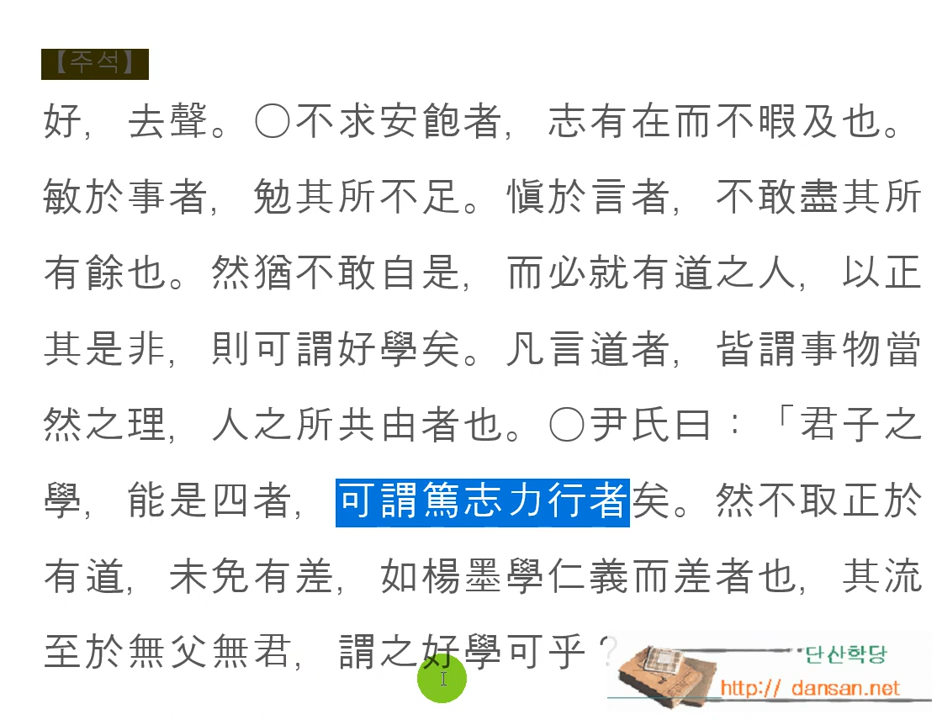 【주석】
好, 去聲。○不求安飽者, 志有在而不暇及也。
敏於事者, 勉其所不足。愼於言者, 不敢盡其所
有餘也。然猶不敢自是, 而必就有道之人, 以正
其是非, 則可謂好學矣。凡言道者, 皆謂事物當
然之理, 人之所共由者也。○尹氏曰：「君子之
學, 能是四者, 可謂篤志力行者矣。然不取正於
有道, 未免有差, 如楊墨學仁義而差者也, 其流
至於無父無君, 謂之好學可乎？
단산학당
http:// dansan.net